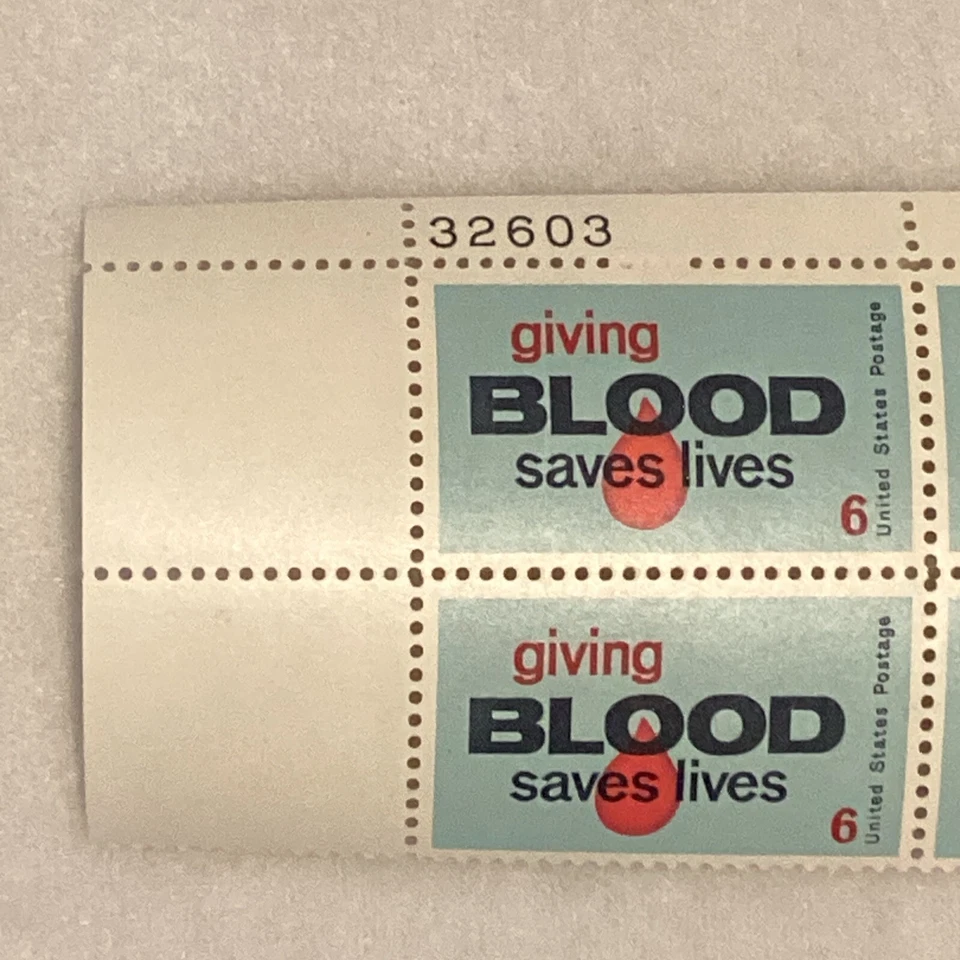 32603
giving
BLOOD
saves lives
6
United States Postage
giving
BLOOD
saves lives
6
United States Postage